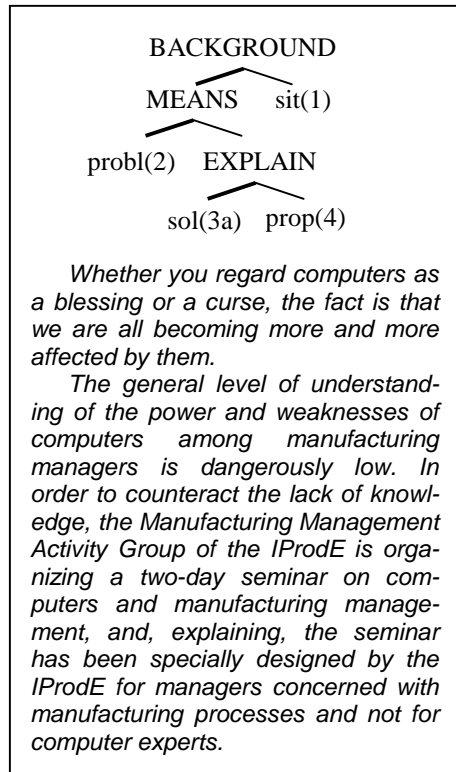 BACKGROUND
MEANS sit(1)
probl(2) EXPLAIN
sol(3a) prop(4)
Whether you regard computers as
a blessing or a curse, the fact is that
we are all becoming more and more
affected by them.
The general level of understand-
ing of the power and weaknesses of
computers among manufacturing
managers is dangerously low. In
order to counteract the lack of knowl-
edge, the Manufacturing Management
Activity Group of the IProdE is orga-
nizing a two-day seminar on com-
puters and manufacturing manage-
ment, and, explaining, the seminar
has been specially designed by the
IProdE for managers concerned with
manufacturing processes and not for
computer experts.